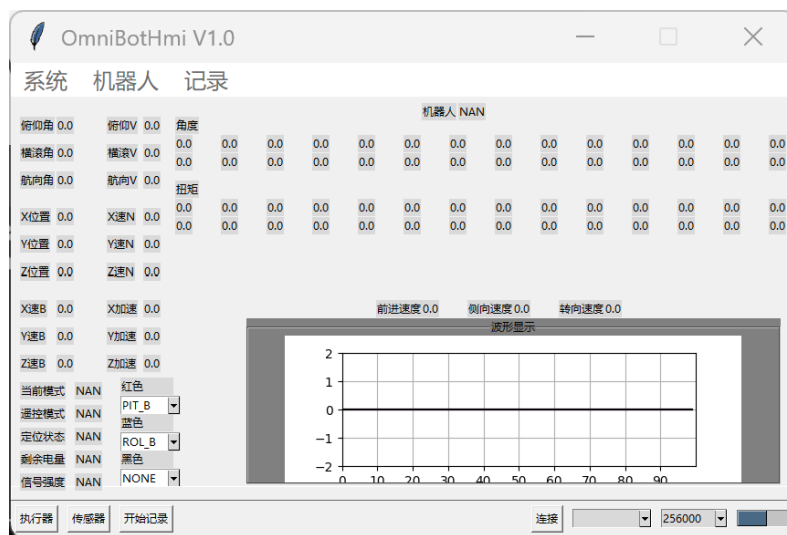 OmniBotHmi V1.0
系统 机器人 记录
机器人 NAN
俯仰角 0.0 俯仰V 0.0 角度
0.0 0.0 0.0 0.0 0.0 0.0 0.0 0.0 0.0 0.0 0.0 0.0 0.0 0.0
横滚角 0.0 横滚V 0.0
0.0 0.0 0.0 0.0 0.0 0.0 0.0 0.0 0.0 0.0 0.0 0.0 0.0 0.0
航向角 0.0 航向V 0.0
扭矩
0.0 0.0 0.0 0.0 0.0 0.0 0.0 0.0 0.0 0.0 0.0 0.0 0.0 0.0
X位置 0.0 X速N 0.0
0.0 0.0 0.0 0.0 0.0 0.0 0.0 0.0 0.0 0.0 0.0 0.0 0.0 0.0
Y位置 0.0 Y速N 0.0
Z位置 0.0 Z速N 0.0
X速B 0.0 X加速 0.0 前进速度 0.0 侧向速度 0.0 转向速度 0.0
波形显示
Y速B 0.0 Y加速 0.0
Z速B 0.0 Z加速 0.0
当前模式 NAN 红色
PIT_B
遥控模式 NAN 蓝色
定位状态 NAN ROL_B
剩余电量 NAN 黑色
信号强度 NAN NONE
2
1
0
−1
−2
0 10 20 30 40 50 60 70 80 90
执行器 传感器 开始记录 连接 256000